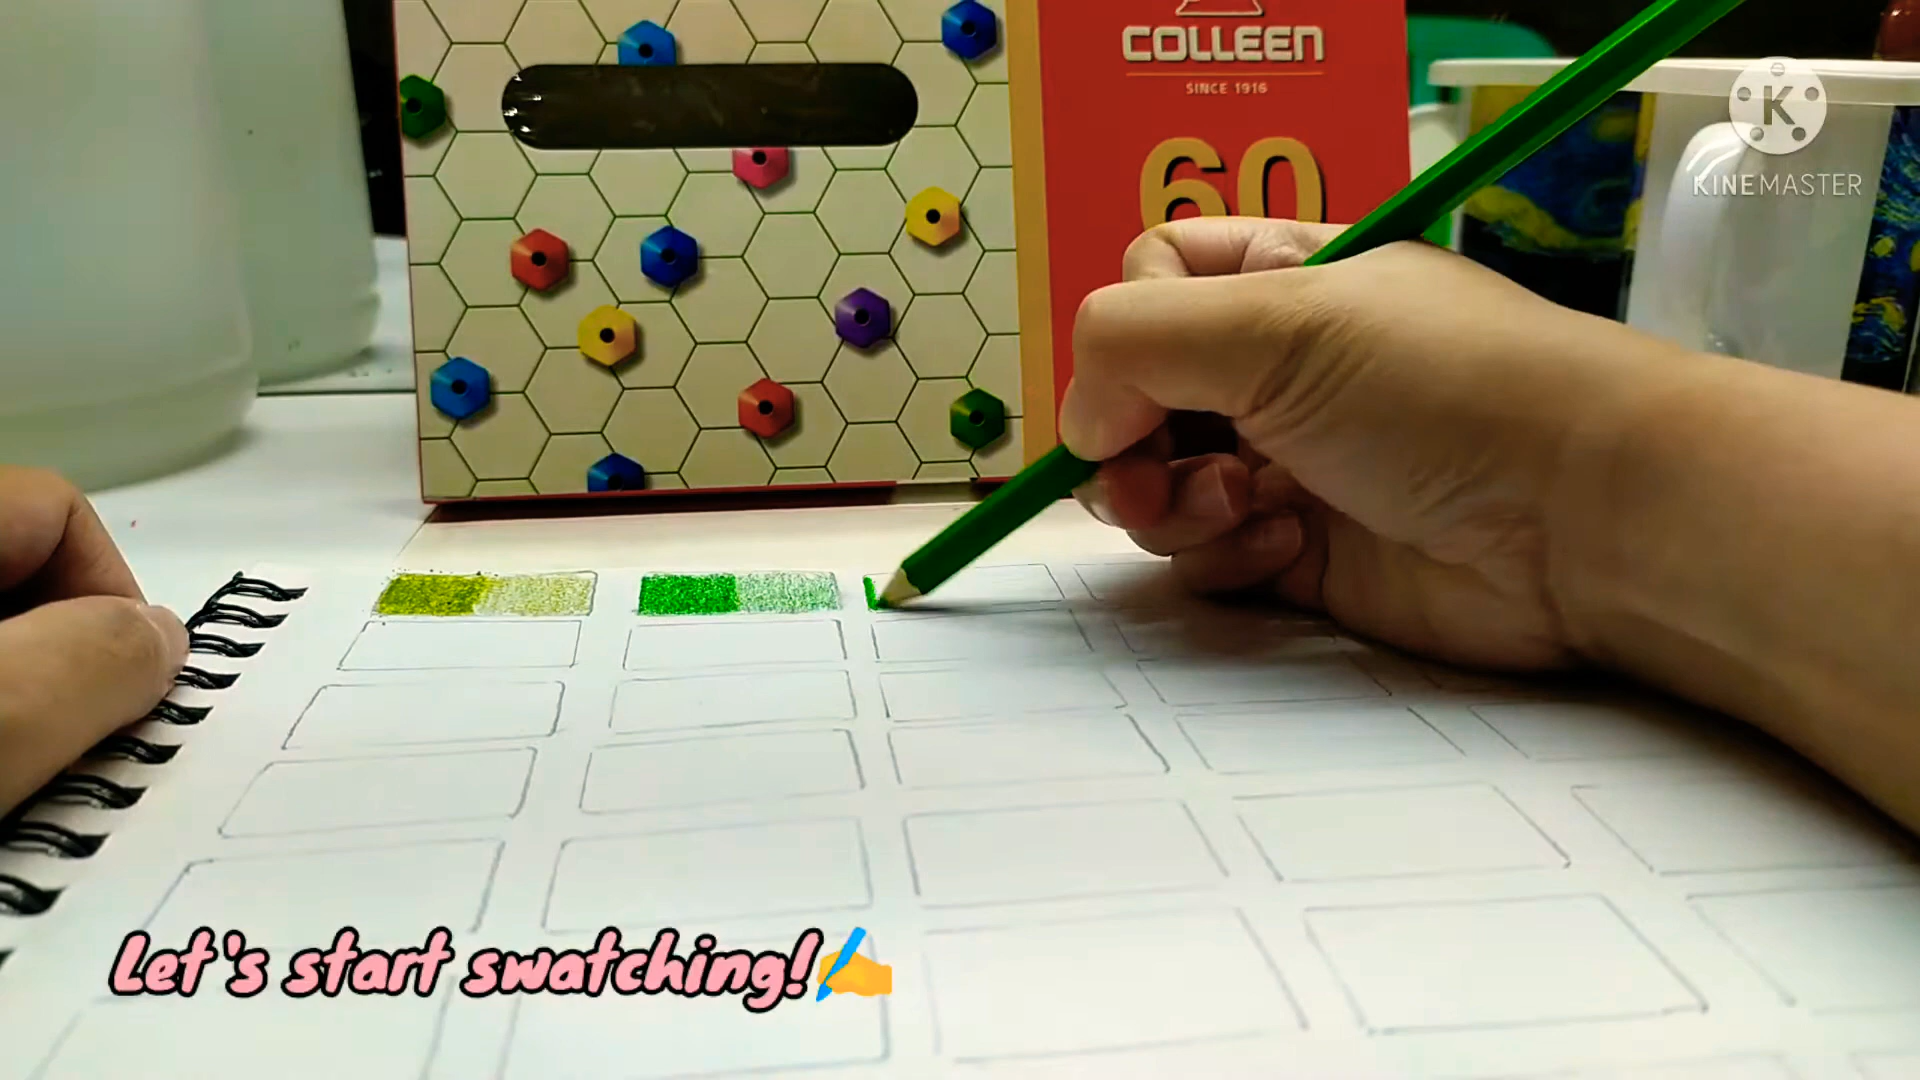 COLLEEN
SINCE 1916
60
K
KINEMASTER
Let's start swatching!✍️